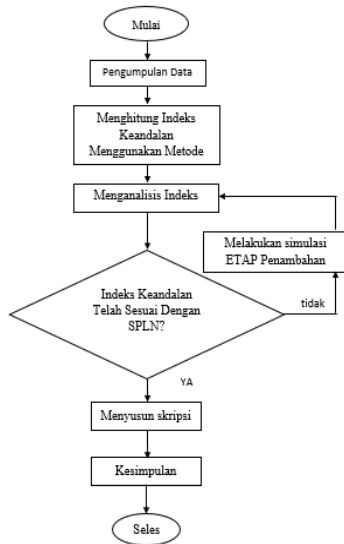 Mulai
Pengumpulan Data
Menghitung Indeks
Keandalan
Menggunakan Metode
Menganalisis Indeks
Melakukan simulasi
ETAP Penambahan
Indeks Keandalan
Telah Sesuai Dengan
SPLN?
tidak
YA
Menyusun skripsi
Kesimpulan
Seles